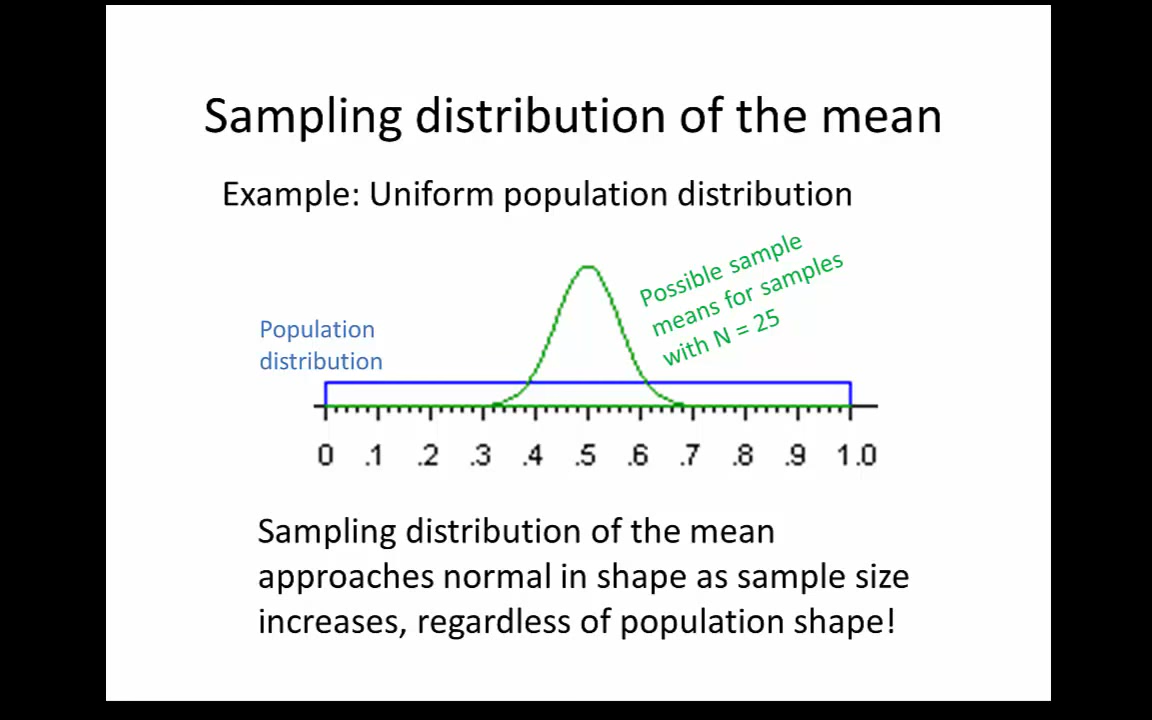 Sampling distribution of the mean
Example: Uniform population distribution
Possible sample
means for samples
with N = 25
Population
distribution
0 .1 .2 .3 .4 .5 .6 .7 .8 .9 1.0
Sampling distribution of the mean
approaches normal in shape as sample size
increases, regardless of population shape!